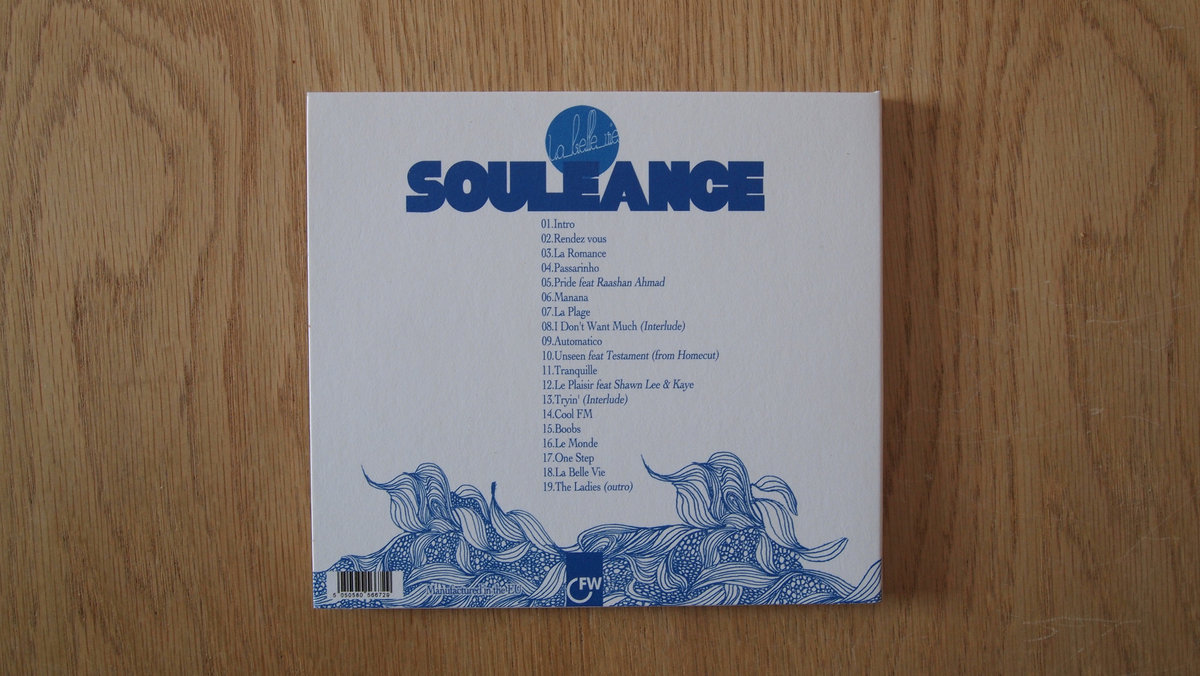 La belle vie
SOULEANCE
01.Intro
02.Rendez vous
03.La Romance
04.Passarinho
05.Pride feat Raashan Ahmad
06.Manana
07.La Plage
08.I Don't Want Much (Interlude)
09.Automatico
10.Unseen feat Testament (from Homecut)
11.Tranquille
12.Le Plaisir feat Shawn Lee & Kaye
13.Tryin' (Interlude)
14.Cool FM
15.Boobs
16.Le Monde
17.One Step
18.La Belle Vie
19.The Ladies (outro)
5 050580 566729
Manufactured in the EU
FW